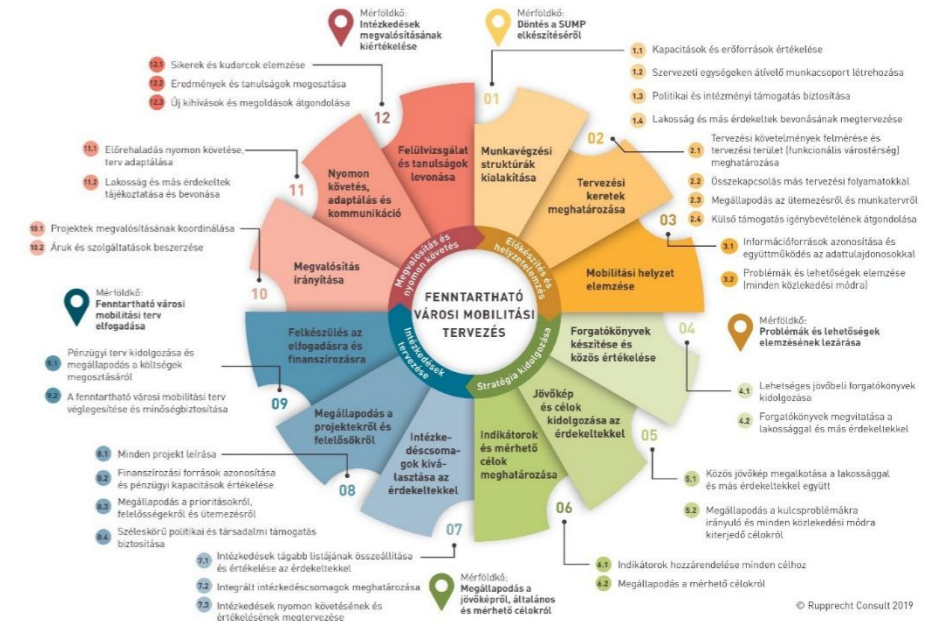 Mérföldkő:
Intézkedések
megvalósításának
kiértékelése
Mérföldkő:
Döntés a SUMP
elkészítéséről
12.1 Sikerek és kudarcok elemzése
12.2 Eredmények és tanulságok megosztása
12.3 Új kihívások és megoldások átgondolása
12
01
1.1 Kapacitások és erőforrások értékelése
1.2 Szervezeti egységeken átívelő munkacsoport létrehozása
1.3 Politikai és intézményi támogatás biztosítása
1.4 Lakosság és más érdekeltek bevonásának megtervezése
Felülvizsgálat
és tanulságok
levonása
Munkavégzési
struktúrák
kialakítása
02
2.1 Tervezési követelmények felmérése és
tervezési terület (funkcionális várostérség)
meghatározása
2.2 Összekapcsolás más tervezési folyamatokkal
2.3 Megállapodás az ütemezésről és munkatervről
2.4 Külső támogatás igénybevételének átgondolása
11.1 Előrehaladás nyomon követése,
terv adaptálása
11.2 Lakosság és más érdekeltek
tájékoztatása és bevonása
11
Nyomon
követés,
adaptálás és
kommunikáció
Tervezési
keretek
meghatározása
03
3.1 Információforrások azonosítása és
együttműködés az adattulajdonosokkal
3.2 Problémák és lehetőségek elemzése
(minden közlekedési módra)
10.1 Projektek megvalósításának koordinálása
10.2 Áruk és szolgáltatások beszerzése
10
Megvalósítás
irányítása
Mobilitási helyzet
elemzése
Megvalósítás és
nyomon követés
Előkészítés és
helyzetelemzés
FENNTARTHATÓ
VÁROSI MOBILITÁSI
TERVEZÉS
Intézkedések
tervezése
Stratégia kidolgozása
Mérföldkő:
Fenntartható városi
mobilitási terv
elfogadása
Mérföldkő:
Problémák és lehetőségek
elemzésének lezárása
Felkészülés az
elfogadásra és
finanszírozásra
Forgatókönyvek
készítése és
közös értékelése
04
4.1 Lehetséges jövőbeli forgatókönyvek
kidolgozása
4.2 Forgatókönyvek megvitatása a
lakossággal és más érdekeltekkel
9.1 Pénzügyi terv kidolgozása és
megállapodás a költségek
megosztásáról
9.2 A fenntartható városi mobilitási terv
véglegesítése és minőségbiztosítása
09
Megállapodás a
projektekről és
felelősökről
Jövőkép
és célok
kidolgozása az
érdekeltekkel
05
5.1 Közös jövőkép megalkotása a lakossággal
és más érdekeltekkel együtt
5.2 Megállapodás a kulcsproblémákra
irányuló és minden közlekedési módra
kiterjedő célokról
8.1 Minden projekt leírása
8.2 Finanszírozási források azonosítása
és pénzügyi kapacitások értékelése
8.3 Megállapodás a prioritásokról,
felelősségekről és ütemezésről
8.4 Széleskörű politikai és társadalmi támogatás
biztosítása
08
Intézke-
déscsoma-
gok kivá-
lasztása az
érdekeltekkel
Indikátorok
és mérhető
célok
meghatározása
07
06
6.1 Indikátorok hozzárendelése minden célhoz
6.2 Megállapodás a mérhető célokról
7.1 Intézkedések tágabb listájának összeállítása
és értékelése az érdekeltekkel
7.2 Integrált intézkedéscsomagok meghatározása
7.3 Intézkedések nyomon követésének és
értékelésének megtervezése
Mérföldkő:
Megállapodás a
jövőképről, általános
és mérhető célokról
© Rupprecht Consult 2019